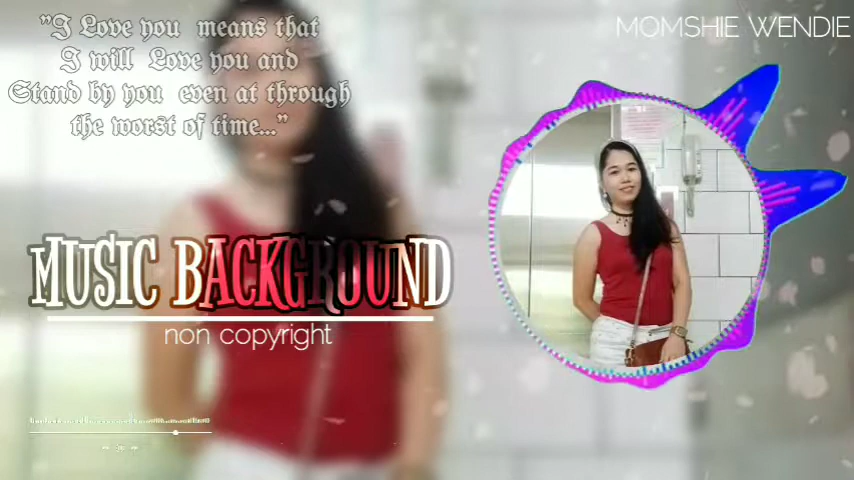 "I Love you means that
I will Love you and
Stand by you even at through
the worst of time..."
MOMSHIE WENDIE
MUSIC BACKGROUND
non copyright